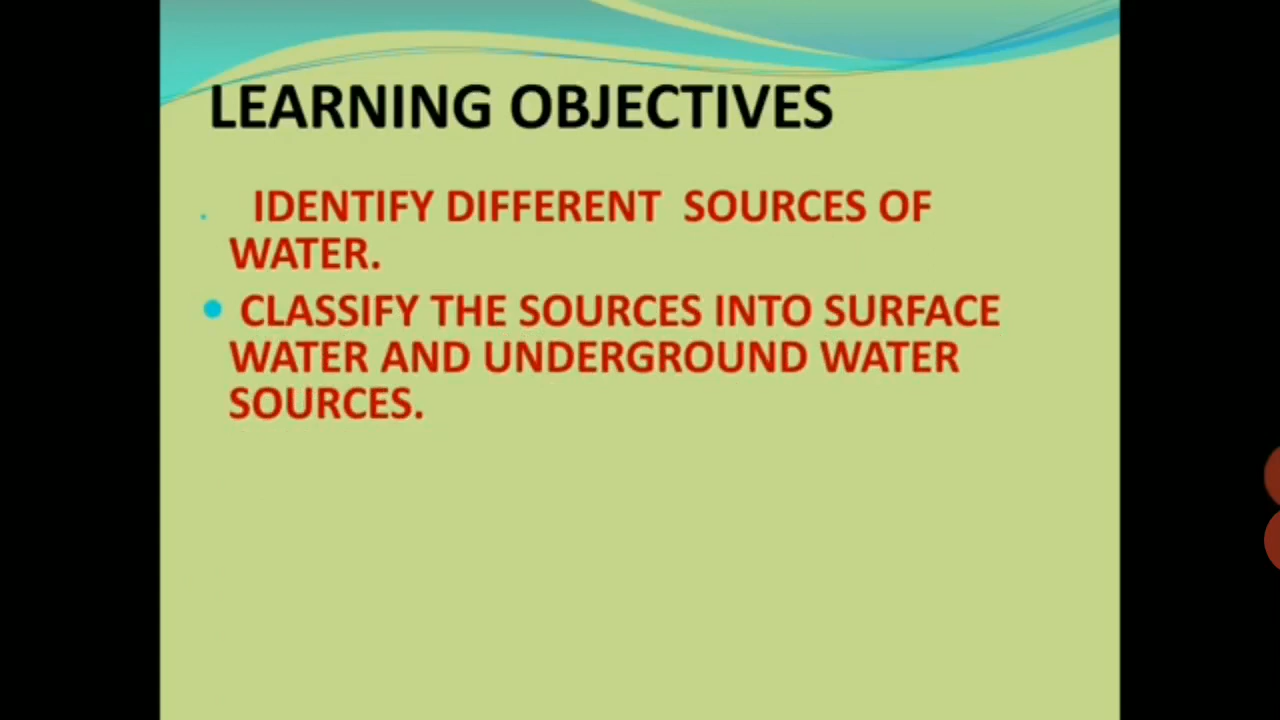 LEARNING OBJECTIVES
IDENTIFY DIFFERENT SOURCES OF
WATER.
CLASSIFY THE SOURCES INTO SURFACE
WATER AND UNDERGROUND WATER
SOURCES.